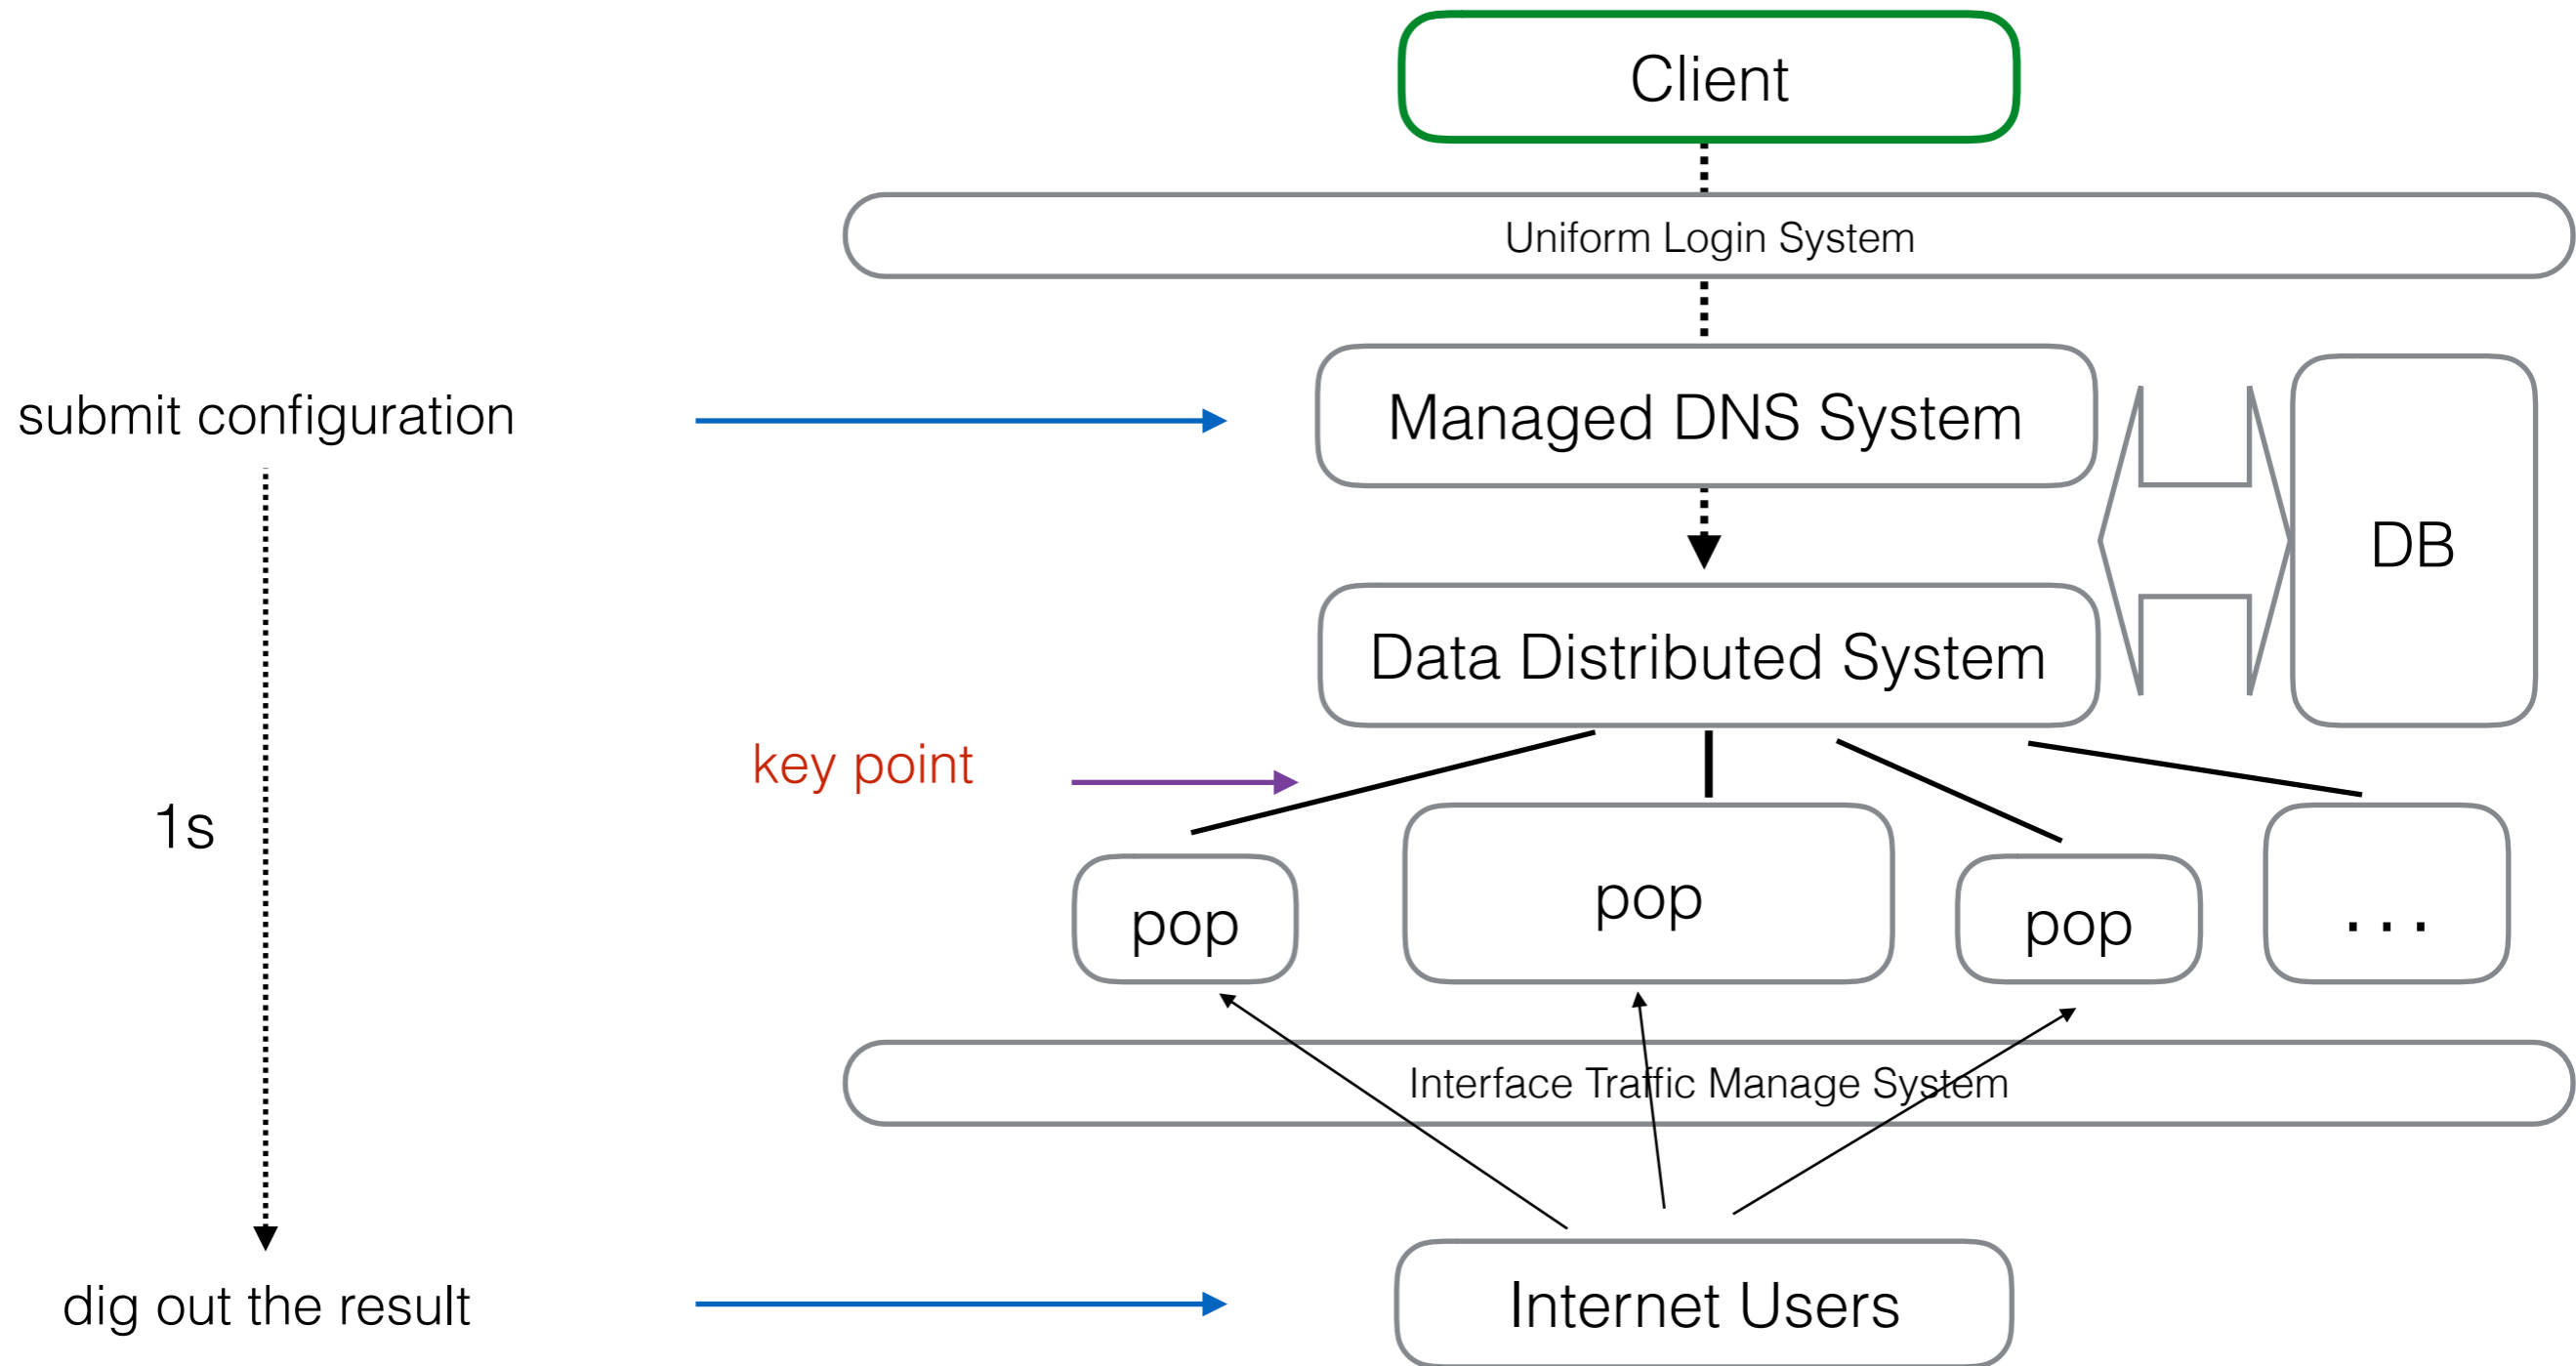 Client
Uniform Login System
submit configuration
Managed DNS System
DB
Data Distributed System
key point
1s
pop
pop
pop
...
Interface Traffic Manage System
dig out the result
Internet Users